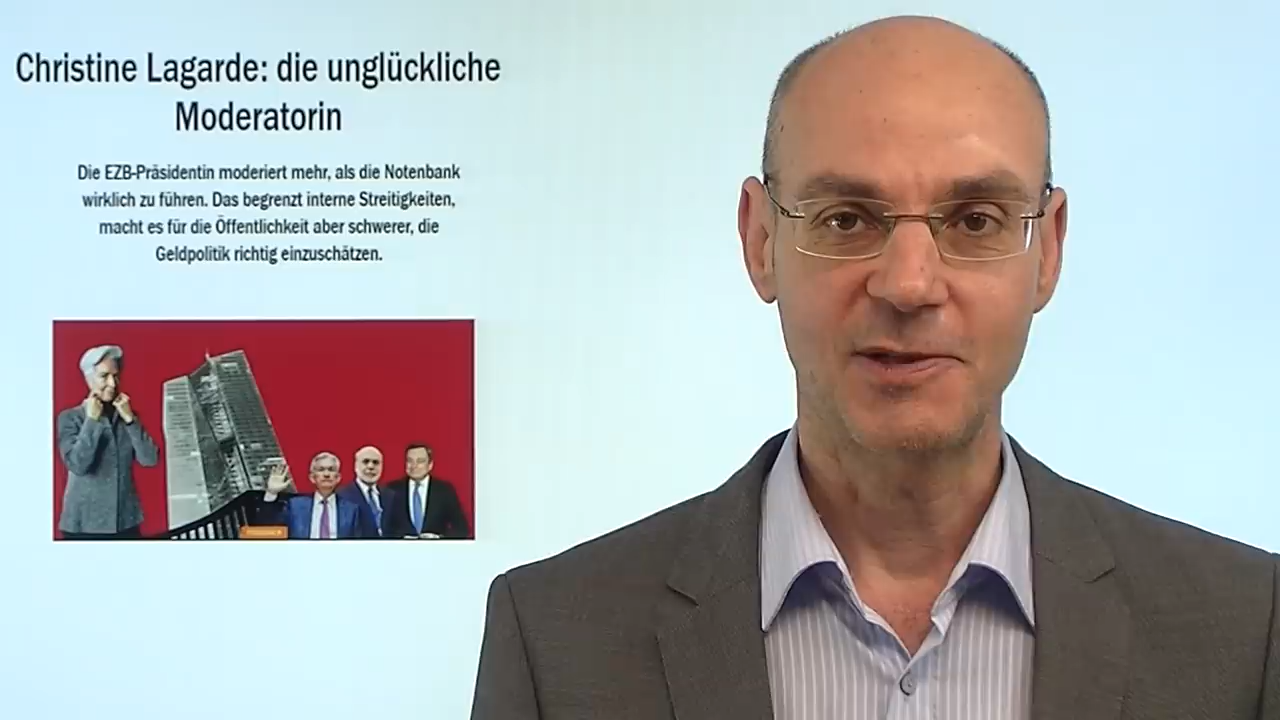 Christine Lagarde: die unglückliche
Moderatorin
Die EZB-Präsidentin moderiert mehr, als die Notenbank
wirklich zu führen. Das begrenzt interne Streitigkeiten,
macht es für die Öffentlichkeit aber schwerer, die
Geldpolitik richtig einzuschätzen.